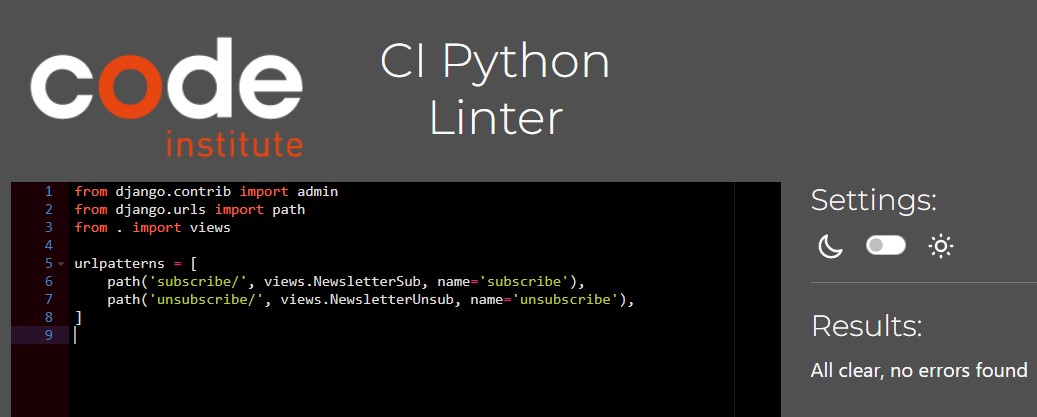 code
institute
CI Python
Linter
1 from django.contrib import admin
2 from django.urls import path
3 from . import views
4
5 urlpatterns = [
6     path('subscribe/', views.NewsletterSub, name='subscribe'),
7     path('unsubscribe/', views.NewsletterUnsub, name='unsubscribe'),
8 ]
9
Settings:
Results:
All clear, no errors found